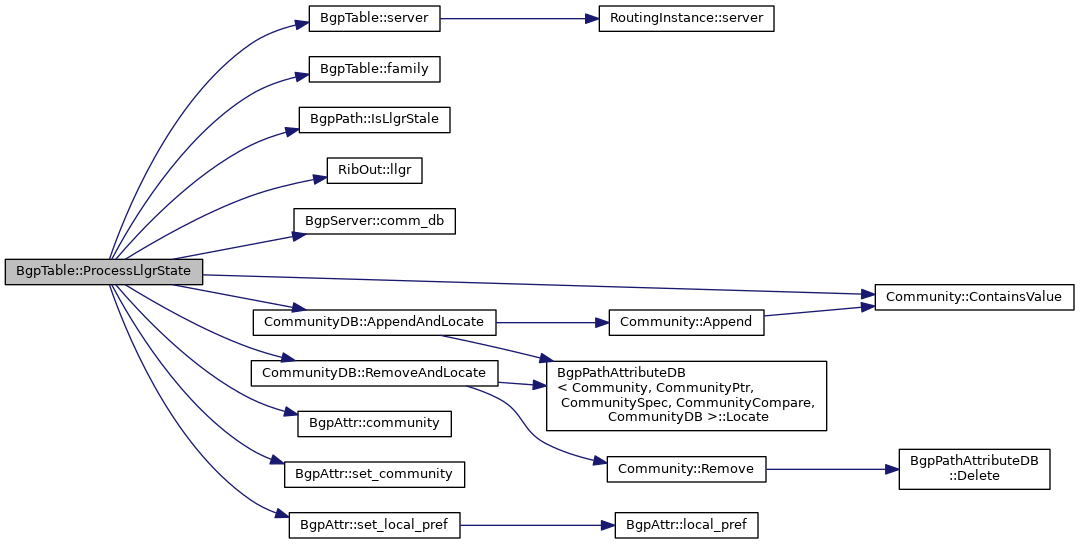 BgpTable::server
RoutingInstance::server
BgpTable::family
BgpPath::IsLlgrStale
RibOut::llgr
BgpServer::comm_db
BgpTable::ProcessLlgrState
Community::ContainsValue
CommunityDB::AppendAndLocate
Community::Append
CommunityDB::RemoveAndLocate
BgpPathAttributeDB
< Community, CommunityPtr,
CommunitySpec, CommunityCompare,
CommunityDB >::Locate
BgpAttr::community
Community::Remove
BgpPathAttributeDB
::Delete
BgpAttr::set_community
BgpAttr::set_local_pref
BgpAttr::local_pref